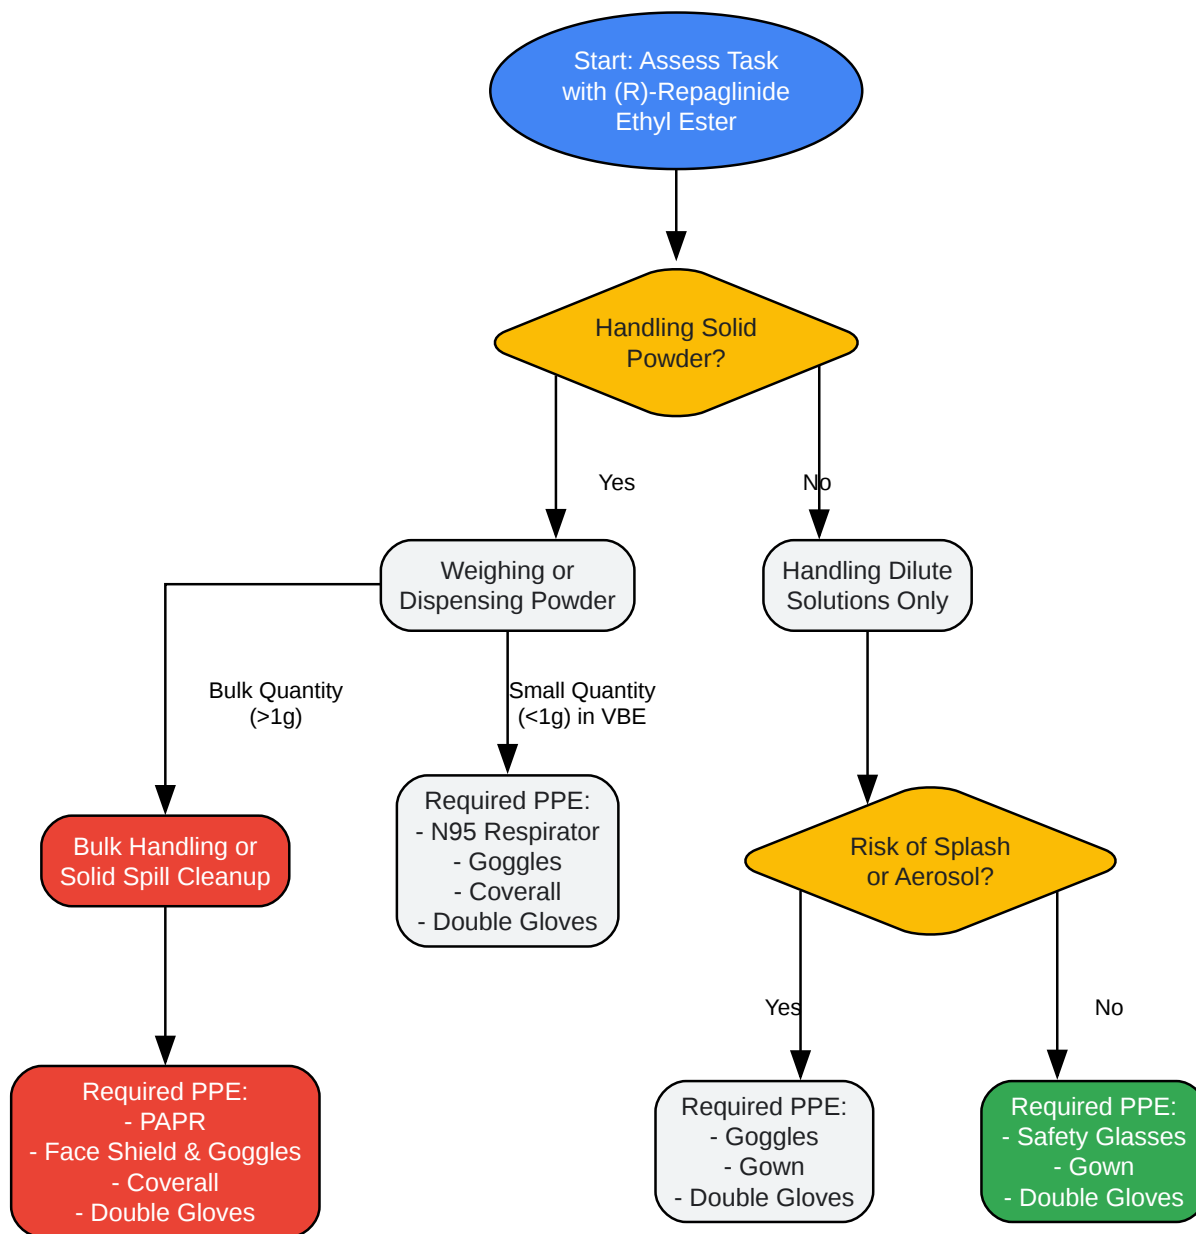 Start: Assess Task
with (R)-Repaglinide
Ethyl Ester
Handling Solid
Powder?
Yes
No
Weighing or
Dispensing Powder
Handling Dilute
Solutions Only
Bulk Quantity
(>1g)
Small Quantity
(<1g) in VBE
Required PPE:
- N95 Respirator
- Goggles
- Coverall
- Double Gloves
Bulk Handling or
Solid Spill Cleanup
Risk of Splash
or Aerosol?
Yes
No
Required PPE:
- PAPR
- Face Shield & Goggles
- Coverall
- Double Gloves
Required PPE:
- Goggles
- Gown
- Double Gloves
Required PPE:
- Safety Glasses
- Gown
- Double Gloves